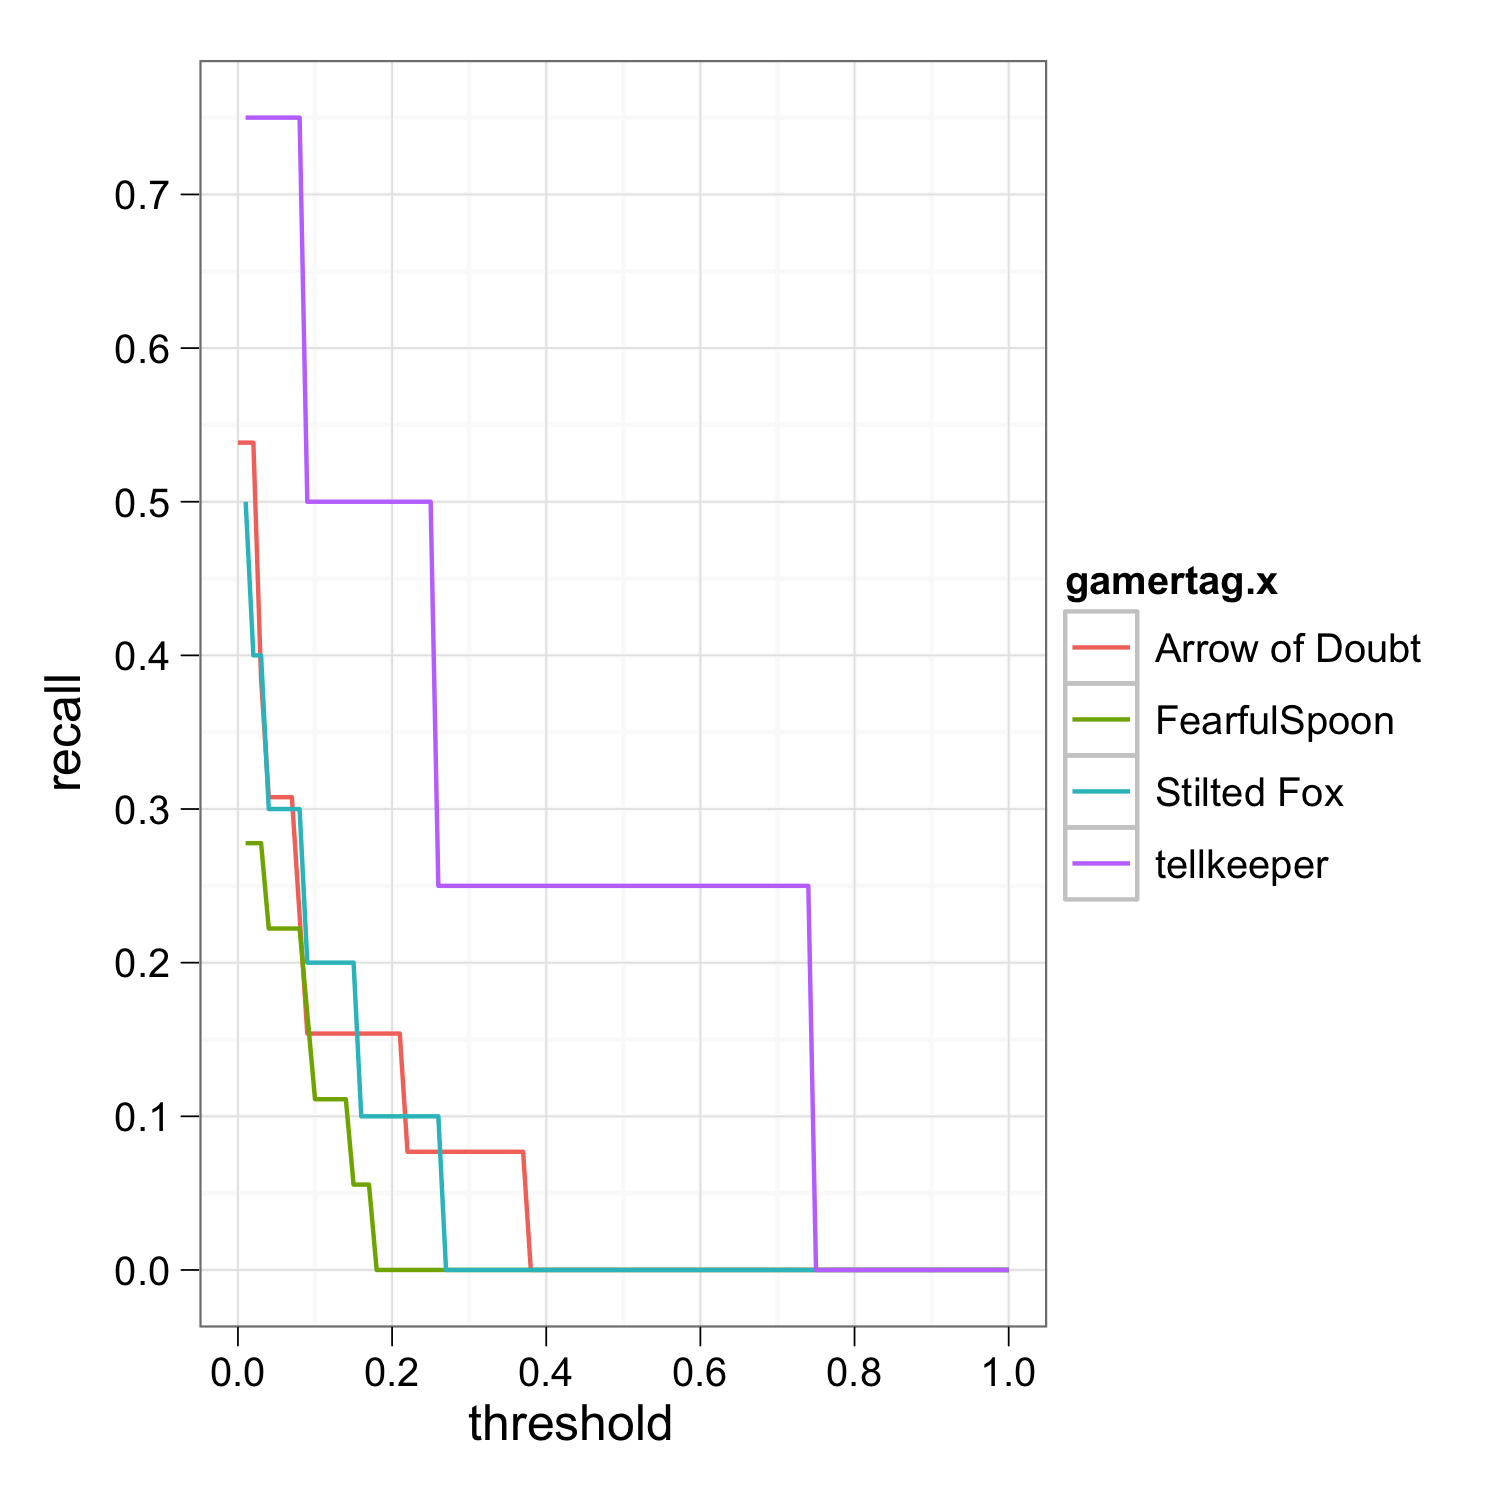 0.7
0.6
0.5
0.4
0.3
0.2
0.1
0.0
recall
0.0 0.2 0.4 0.6 0.8 1.0
threshold
gamertag.x
Arrow of Doubt
FearfulSpoon
Stilted Fox
tellkeeper